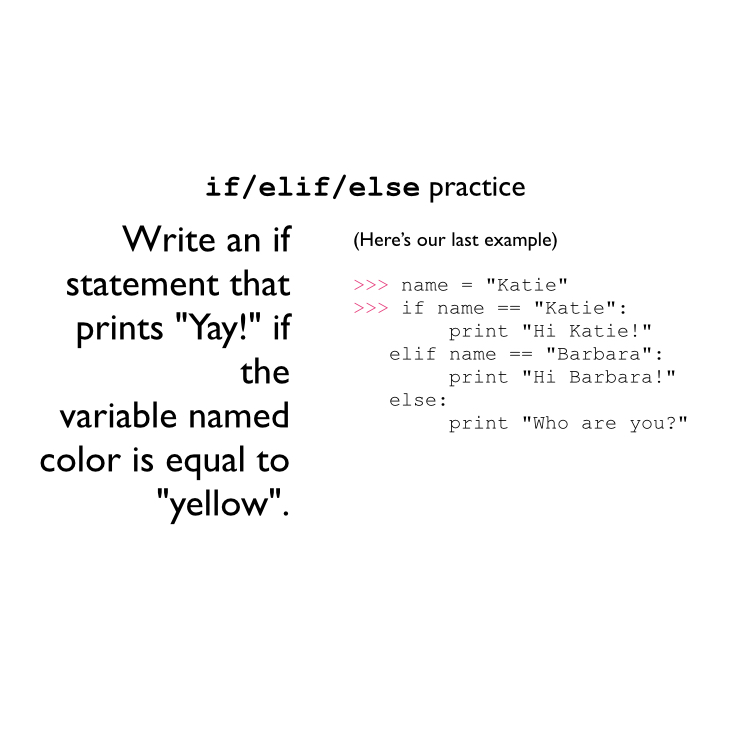 if/elif/else practice
Write an if
statement that
prints "Yay!" if
the
variable named
color is equal to
"yellow".
(Here’s our last example)
>>> name = "Katie"
>>> if name == "Katie":
        print "Hi Katie!"
   elif name == "Barbara":
        print "Hi Barbara!"
   else:
        print "Who are you?"